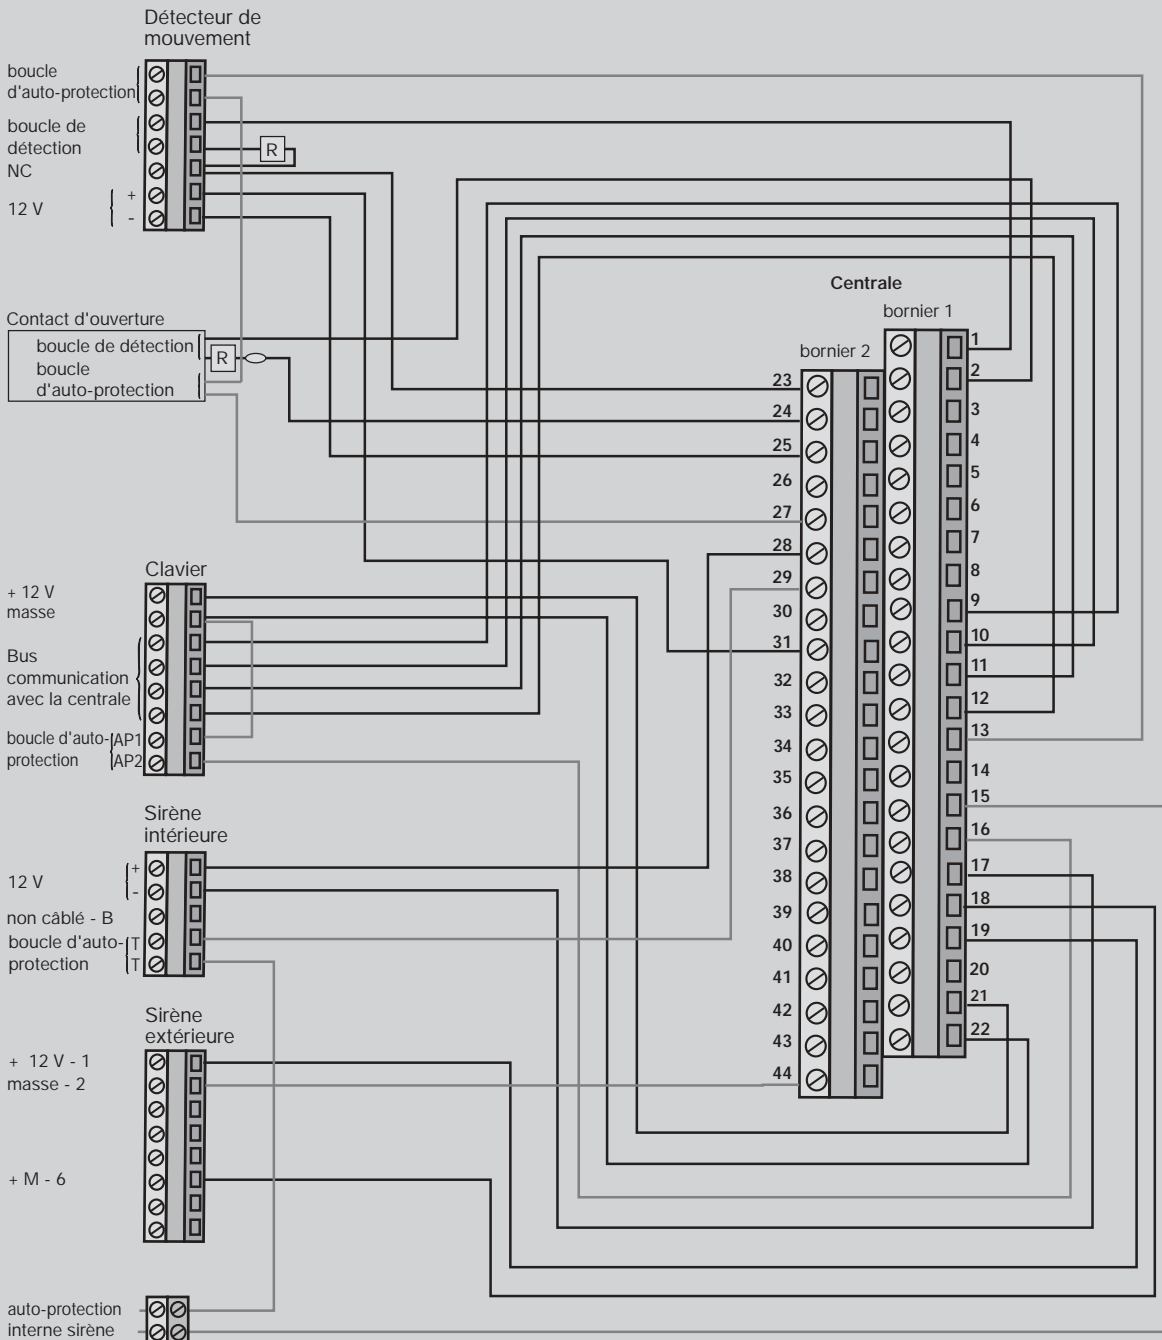 Détecteur de
mouvement
boucle
d'auto-protection
boucle de
détection
NC
12 V
+
-
R
Contact d'ouverture
boucle de détection
R
boucle
d'auto-protection
Centrale
bornier 1
bornier 2
1
2
3
4
5
6
7
8
9
10
11
12
13
14
15
16
17
18
19
20
21
22
23
24
25
26
27
28
29
30
31
32
33
34
35
36
37
38
39
40
41
42
43
44
Clavier
+ 12 V
masse
Bus
communication
avec la centrale
boucle d'auto- AP1
protection AP2
Sirène
intérieure
12 V
+
-
non câblé - B
boucle d'auto- T
protection T
Sirène
extérieure
+ 12 V - 1
masse - 2
+ M - 6
auto-protection
interne sirène